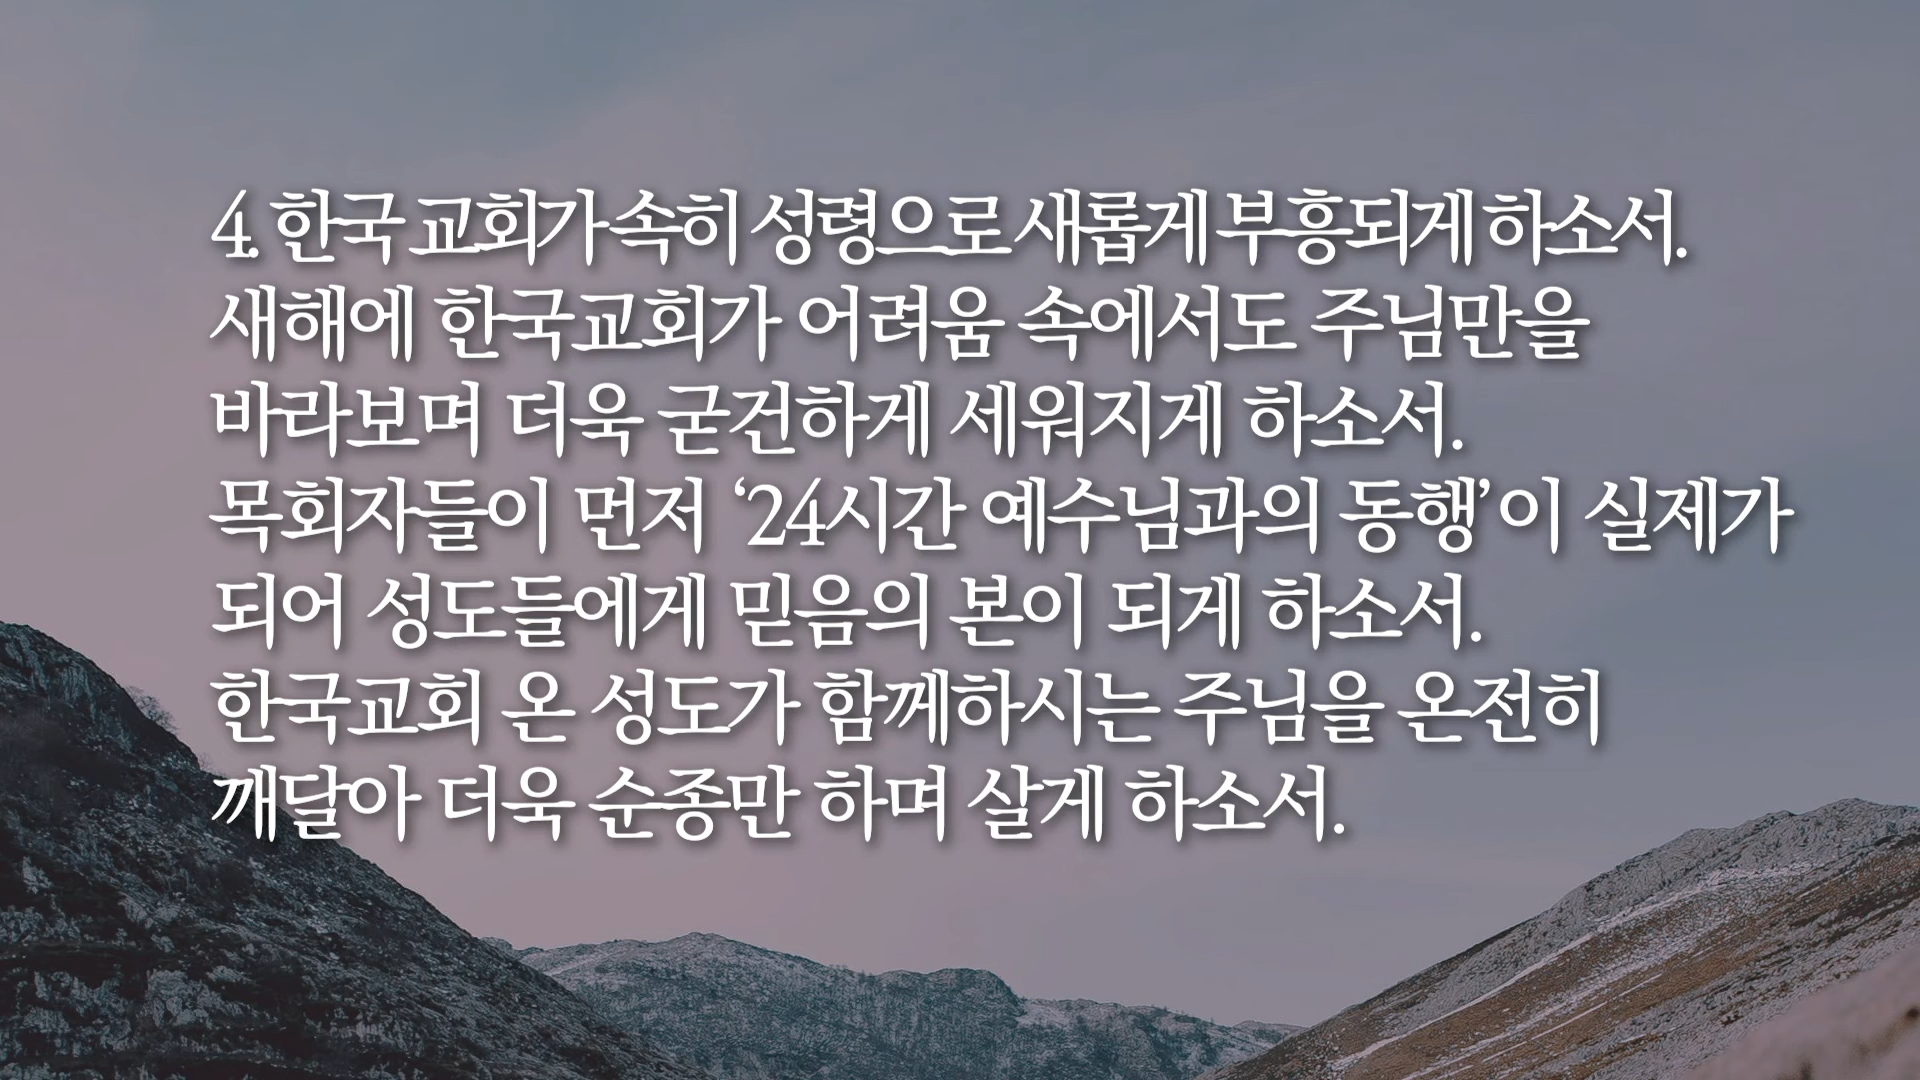 4. 한국 교회가 속히 성령으로 새롭게 부흥되게 하소서.
새해에 한국교회가 어려움 속에서도 주님만을
바라보며 더욱 굳건하게 세워지게 하소서.
목회자들이 먼저 ‘24시간 예수님과의 동행’이 실제가
되어 성도들에게 믿음의 본이 되게 하소서.
한국교회 온 성도가 함께하시는 주님을 온전히
깨달아 더욱 순종만 하며 살게 하소서.